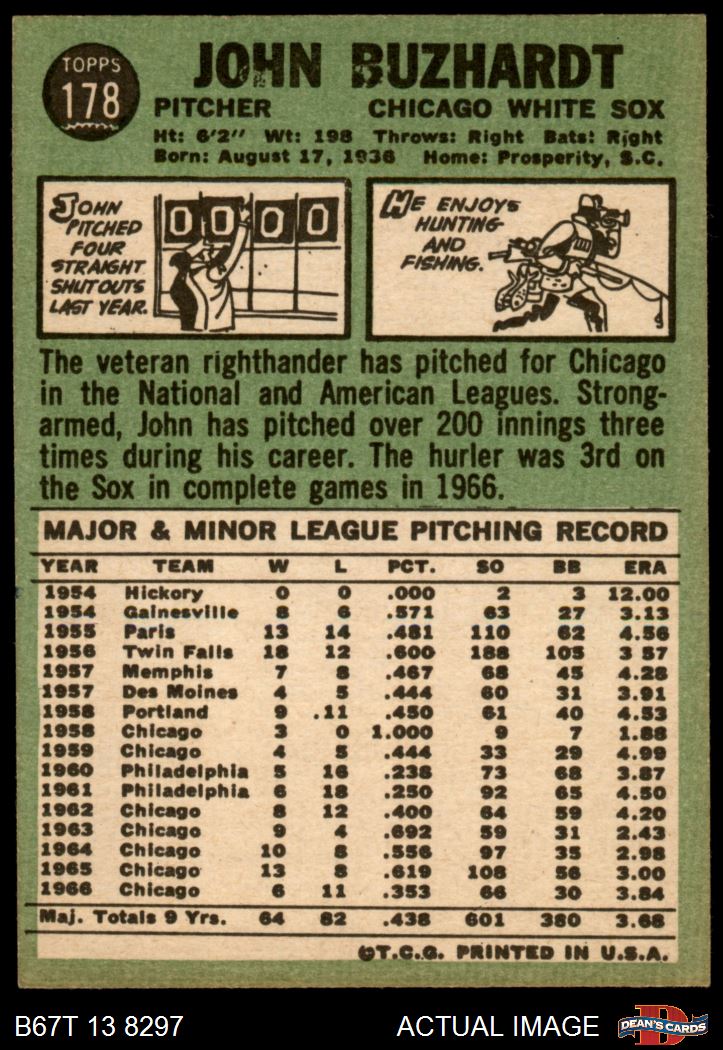 TOPPS
178
JOHN BUZHARDT
PITCHER CHICAGO WHITE SOX
Ht: 6'2" Wt: 198 Throws: Right Bats: Right
Born: August 17, 1936 Home: Prosperity, S.C.
JOHN
PITCHED
FOUR
STRAIGHT
SHUTOUTS
LAST YEAR.
0 0 0 0
HE ENJOYS
HUNTING
AND
FISHING.
The veteran righthander has pitched for Chicago
in the National and American Leagues. Strong-
armed, John has pitched over 200 innings three
times during his career. The hurler was 3rd on
the Sox in complete games in 1966.
MAJOR & MINOR LEAGUE PITCHING RECORD
YEAR TEAM W L PCT. SO BB ERA
1954 Hickory 0 0 .000 2 3 12.00
1954 Gainesville 8 6 .571 63 27 3.13
1955 Paris 13 14 .481 110 62 4.56
1956 Twin Falls 18 12 .600 188 105 3 57
1957 Memphis 7 8 .467 68 45 4.28
1957 Des Moines 4 5 .444 60 31 3.91
1958 Portland 9 .11 .450 61 40 4.53
1958 Chicago 3 0 1.000 9 7 1.88
1959 Chicago 4 5 .444 33 29 4.99
1960 Philadelphia 5 16 .238 73 68 3.87
1961 Philadelphia 6 18 .250 92 65 4.50
1962 Chicago 8 12 .400 64 59 4.20
1963 Chicago 9 4 .692 59 31 2.43
1964 Chicago 10 8 .556 97 35 2.98
1965 Chicago 13 8 .619 108 56 3.00
1966 Chicago 6 11 .353 66 30 3.84
Maj. Totals 9 Yrs. 64 82 .438 601 380 3.68
©T.C.G. PRINTED IN U.S.A.
B67T 13 8297 ACTUAL IMAGE
D
DEAN'S CARDS